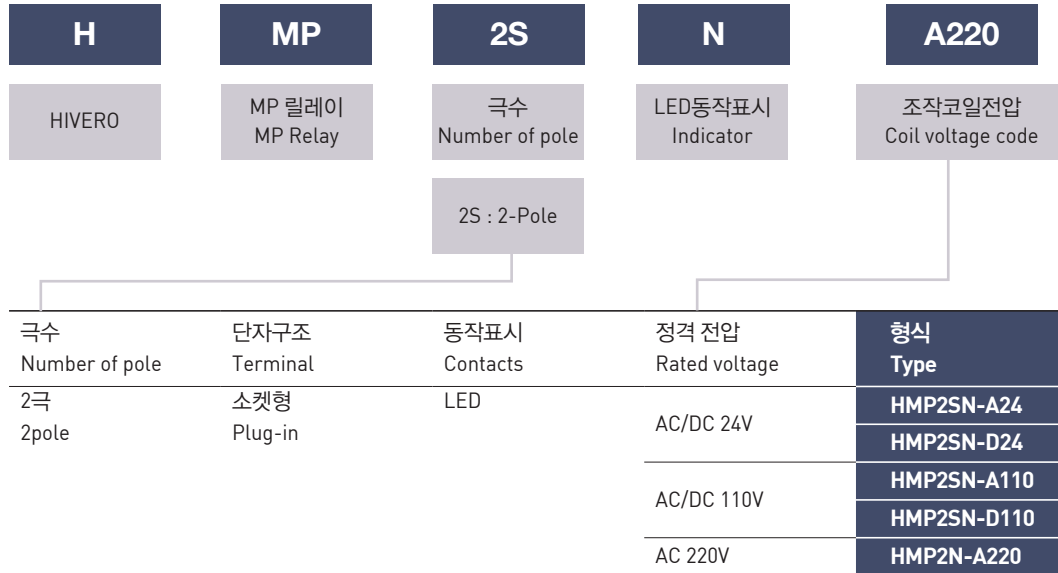 H
MP
2S
N
A220
HIVERO
MP 릴레이
MP Relay
극수
Number of pole
LED동작표시
Indicator
조작코일전압
Coil voltage code
2S : 2-Pole
극수
Number of pole
단자구조
Terminal
동작표시
Contacts
정격 전압
Rated voltage
형식
Type
2극
2pole
소켓형
Plug-in
LED
AC/DC 24V
HMP2SN-A24
HMP2SN-D24
AC/DC 110V
HMP2SN-A110
HMP2SN-D110
AC 220V
HMP2N-A220